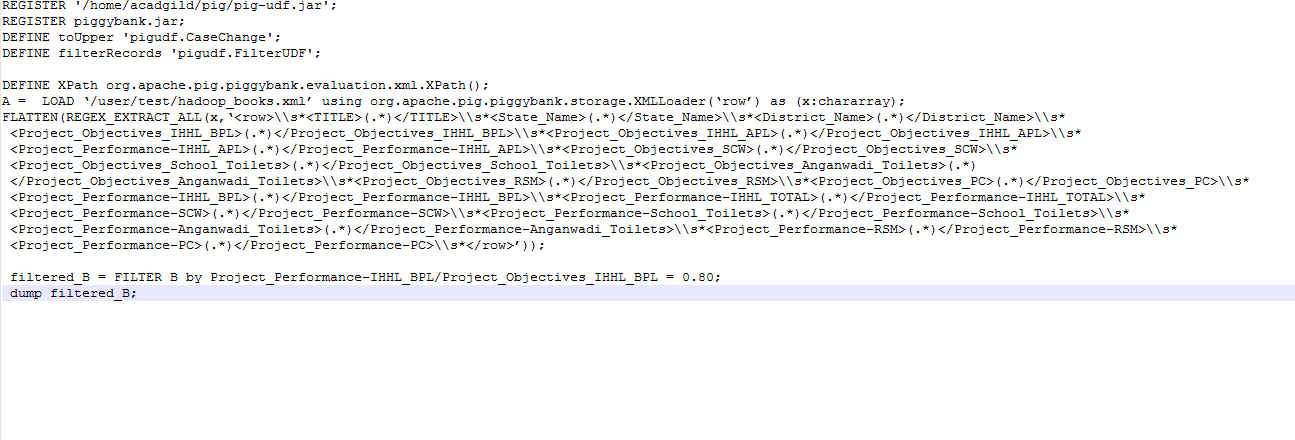 REGISTER '/home/acadgild/pig/pig-udf.jar';
REGISTER piggybank.jar;
DEFINE toUpper 'pigudf.CaseChange';
DEFINE filterRecords 'pigudf.FilterUDF';
DEFINE XPath org.apache.pig.piggybank.evaluation.xml.XPath();
A =  LOAD ‘/user/test/hadoop_books.xml’ using org.apache.pig.piggybank.storage.XMLLoader(‘row’) as (x:chararray);
FLATTEN(REGEX_EXTRACT_ALL(x,‘<row>\\s*<TITLE>(.*)</TITLE>\\s*<State_Name>(.*)</State_Name>\\s*<District_Name>(.*)</District_Name>\\s*
<Project_Objectives_IHHL_BPL>(.*)</Project_Objectives_IHHL_BPL>\\s*<Project_Objectives_IHHL_APL>(.*)</Project_Objectives_IHHL_APL>\\s*
<Project_Performance-IHHL_APL>(.*)</Project_Performance-IHHL_APL>\\s*<Project_Objectives_SCW>(.*)</Project_Objectives_SCW>\\s*
<Project_Objectives_School_Toilets>(.*)</Project_Objectives_School_Toilets>\\s*<Project_Objectives_Anganwadi_Toilets>(.*)
</Project_Objectives_Anganwadi_Toilets>\\s*<Project_Objectives_RSM>(.*)</Project_Objectives_RSM>\\s*<Project_Objectives_PC>(.*)</Project_Objectives_PC>\\s*
<Project_Performance-IHHL_BPL>(.*)</Project_Performance-IHHL_BPL>\\s*<Project_Performance-IHHL_TOTAL>(.*)</Project_Performance-IHHL_TOTAL>\\s*
<Project_Performance-SCW>(.*)</Project_Performance-SCW>\\s*<Project_Performance-School_Toilets>(.*)</Project_Performance-School_Toilets>\\s*
<Project_Performance-Anganwadi_Toilets>(.*)</Project_Performance-Anganwadi_Toilets>\\s*<Project_Performance-RSM>(.*)</Project_Performance-RSM>\\s*
<Project_Performance-PC>(.*)</Project_Performance-PC>\\s*</row>’));
filtered_B = FILTER B by Project_Performance-IHHL_BPL/Project_Objectives_IHHL_BPL = 0.80;
dump filtered_B;